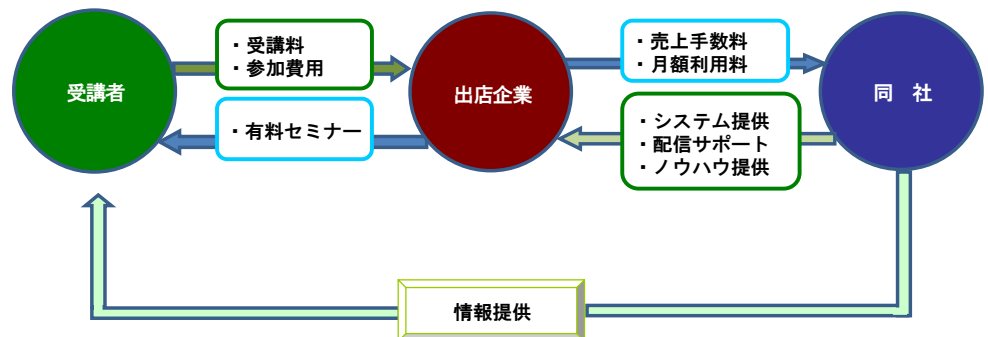 ・受講料
・参加費用
・売上手数料
・月額利用料
受講者
出店企業
同　社
・有料セミナー
・システム提供
・配信サポート
・ノウハウ提供
情報提供